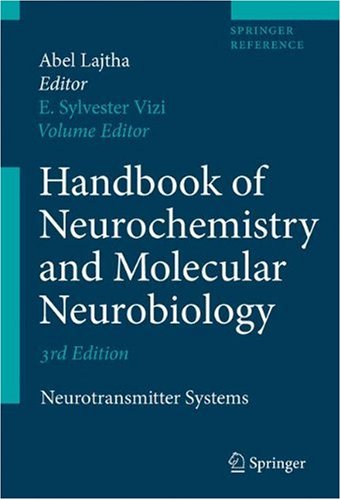 SPRINGER
REFERENCE
Abel Lajtha
Editor
E. Sylvester Vizi
Volume Editor
Handbook of
Neurochemistry
and Molecular
Neurobiology
3rd Edition
Neurotransmitter Systems
Springer